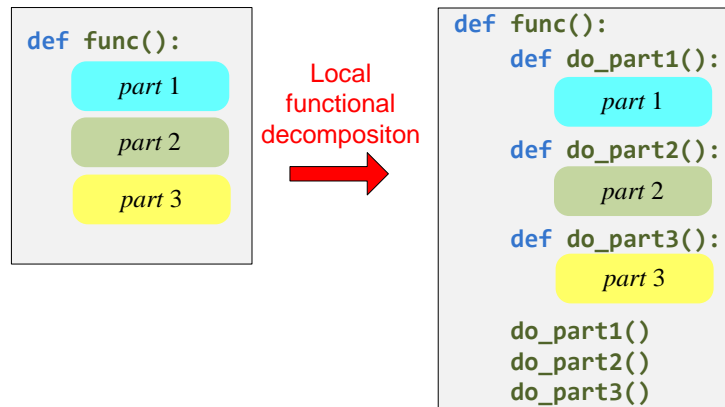 def func():
part 1
part 2
part 3
Local
functional
decompositon
def func():
def do_part1():
part 1
def do_part2():
part 2
def do_part3():
part 3
do_part1()
do_part2()
do_part3()